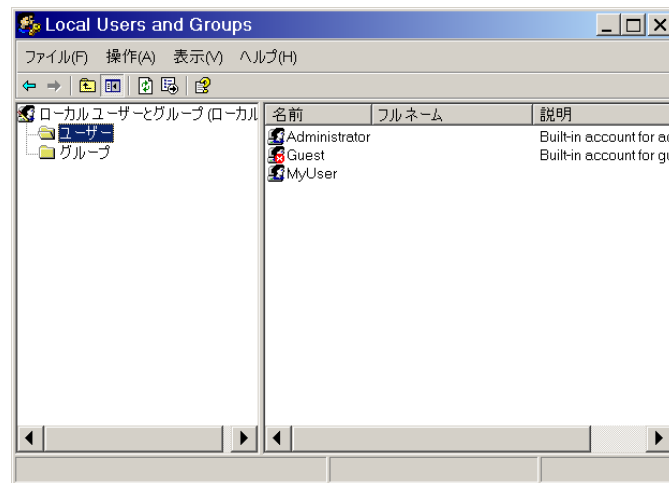 Local Users and Groups
ファイル(F) 操作(A) 表示(V) ヘルプ(H)
ローカル ユーザーとグループ (ローカル
ユーザー
グループ
名前 フル ネーム 説明
Administrator Built-in account for
Guest Built-in account for
MyUser